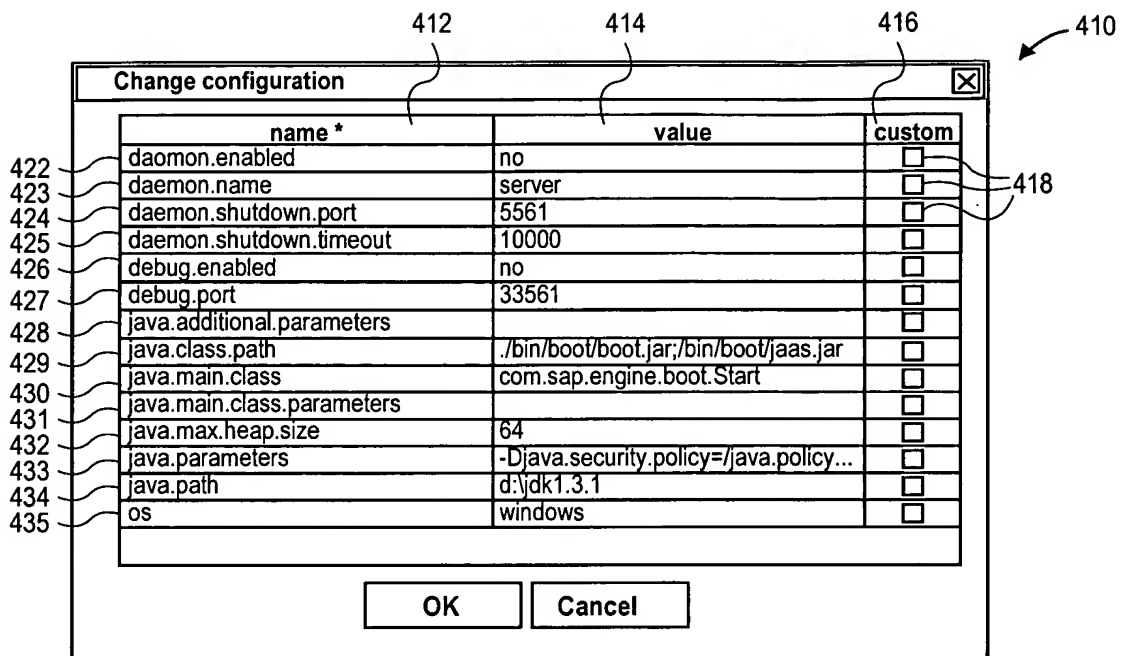 412 414 416 410
Change configuration
name * value custom
422 daomon.enabled no
423 daemon.name server 418
424 daemon.shutdown.port 5561
425 daemon.shutdown.timeout 10000
426 debug.enabled no
427 debug.port 33561
428 java.additional.parameters
429 java.class.path ./bin/boot/boot.jar;/bin/boot/jaas.jar
430 java.main.class com.sap.engine.boot.Start
431 java.main.class.parameters
432 java.max.heap.size 64
433 java.parameters -Djava.security.policy=/java.policy...
434 java.path d:\jdk1.3.1
435 os windows
OK Cancel